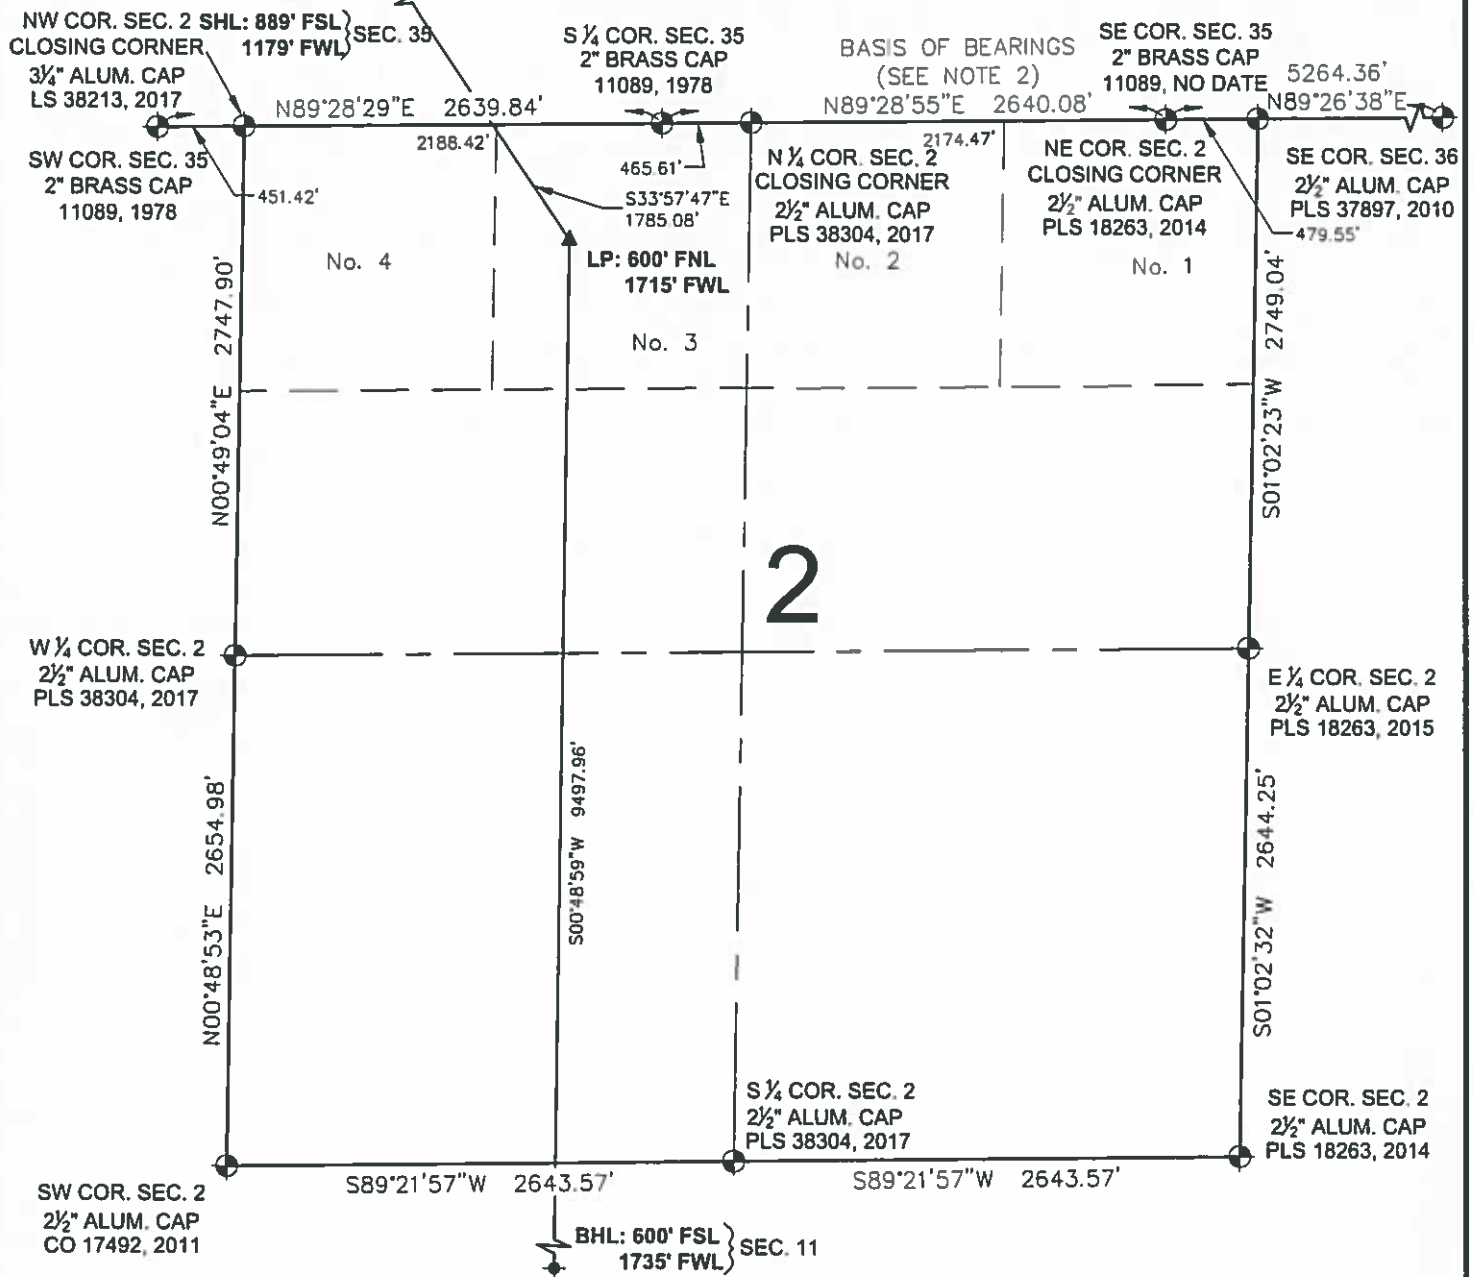 NW COR. SEC. 2
CLOSING CORNER
3¼" ALUM. CAP
LS 38213, 2017
SHL: 889' FSL
1179' FWL
SEC. 35
S ¼ COR. SEC. 35
2" BRASS CAP
11089, 1978
BASIS OF BEARINGS
(SEE NOTE 2)
SE COR. SEC. 35
2" BRASS CAP
11089, NO DATE
5264.36'
N89°26'38"E
N89°28'29"E 2639.84'
N89°28'55"E 2640.08'
2188.42'
2174.47'
SW COR. SEC. 35
2" BRASS CAP
11089, 1978
451.42'
465.61'
S33°57'47"E
1785.08'
N ¼ COR. SEC. 2
CLOSING CORNER
2½" ALUM. CAP
PLS 38304, 2017
NE COR. SEC. 2
CLOSING CORNER
2½" ALUM. CAP
PLS 18263, 2014
SE COR. SEC. 36
2½" ALUM. CAP
PLS 37897, 2010
479.55'
No. 4
LP: 600' FNL
1715' FWL
No. 2
No. 1
No. 3
N00°49'04"E 2747.90'
S01°02'23"W 2749.04'
2
W ¼ COR. SEC. 2
2½" ALUM. CAP
PLS 38304, 2017
E ¼ COR. SEC. 2
2½" ALUM. CAP
PLS 18263, 2015
N00°48'53"E 2654.98'
S00°48'59"W 9497.96'
S01°02'32"W 2644.25'
S ¼ COR. SEC. 2
2½" ALUM. CAP
PLS 38304, 2017
SE COR. SEC. 2
2½" ALUM. CAP
PLS 18263, 2014
SW COR. SEC. 2
2½" ALUM. CAP
CO 17492, 2011
S89°21'57"W 2643.57'
S89°21'57"W 2643.57'
BHL: 600' FSL
1735' FWL
SEC. 11